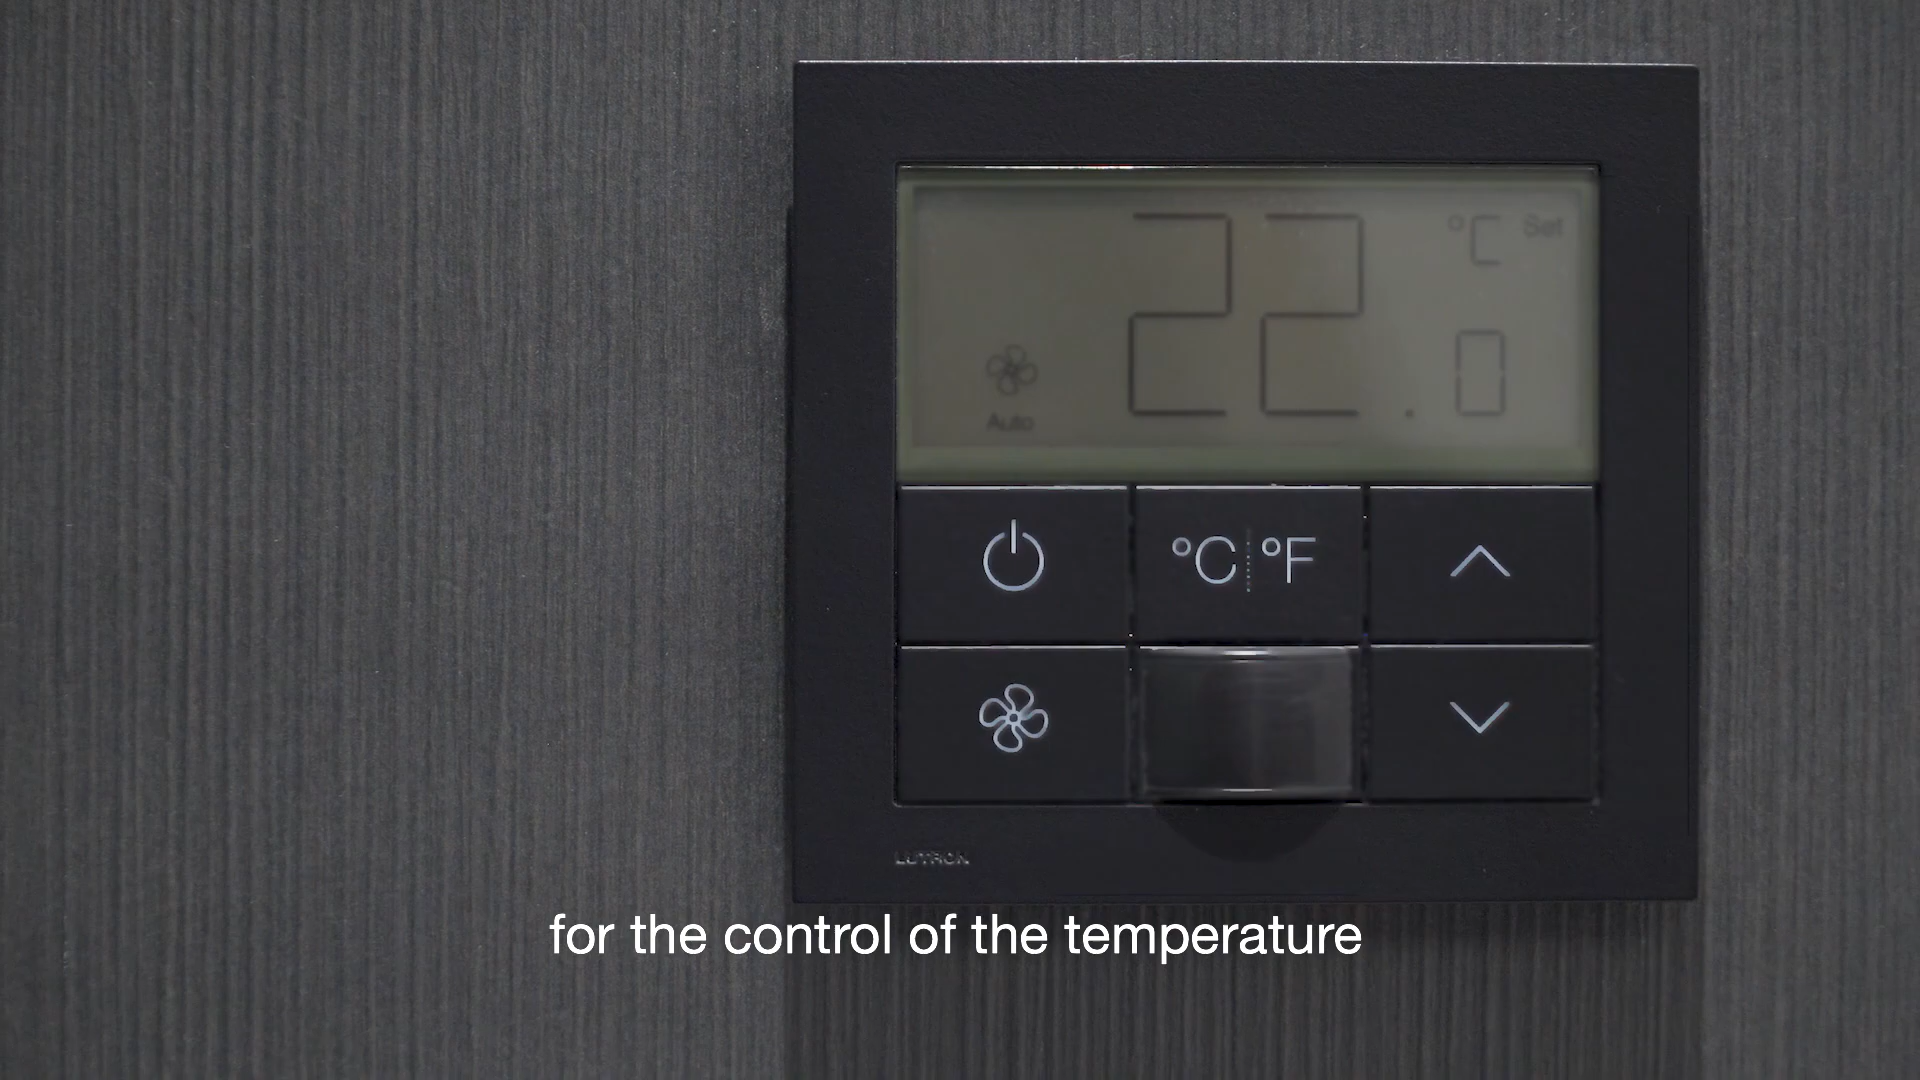 22.0 °C Set
Auto
°C °F
LUTRON
for the control of the temperature